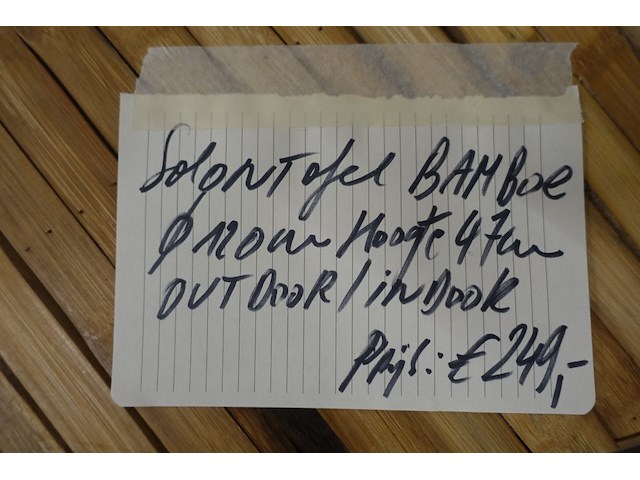 SalonTafel BAMBOE
Ø 120cm Hoogte 47cm
OUTDOOR / inDOOR
Prijs: € 249,-